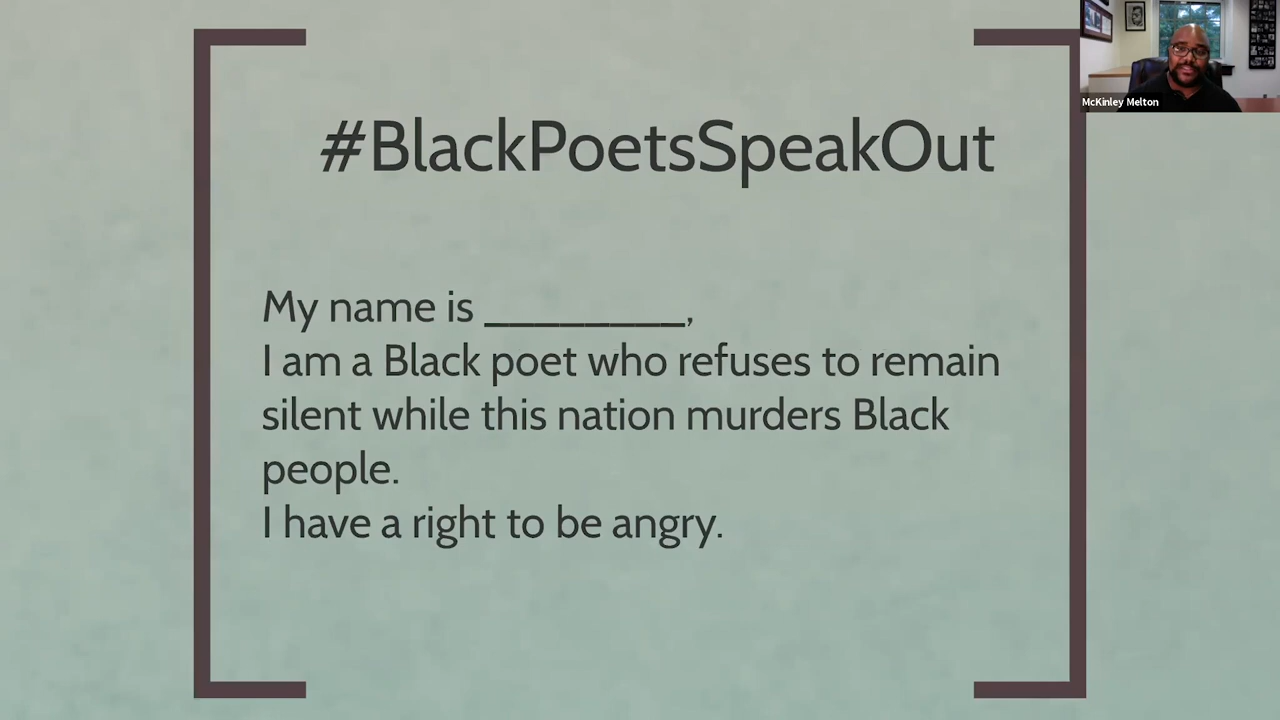 #BlackPoetsSpeakOut
McKinley Melton
My name is ________,
I am a Black poet who refuses to remain
silent while this nation murders Black
people.
I have a right to be angry.